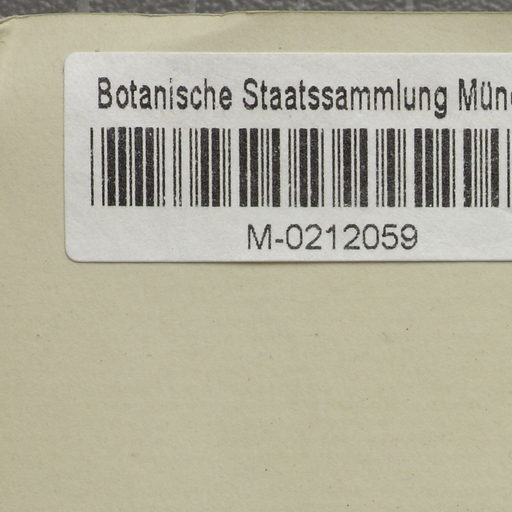 Botanische Staatssammlung Mün
M-0212059